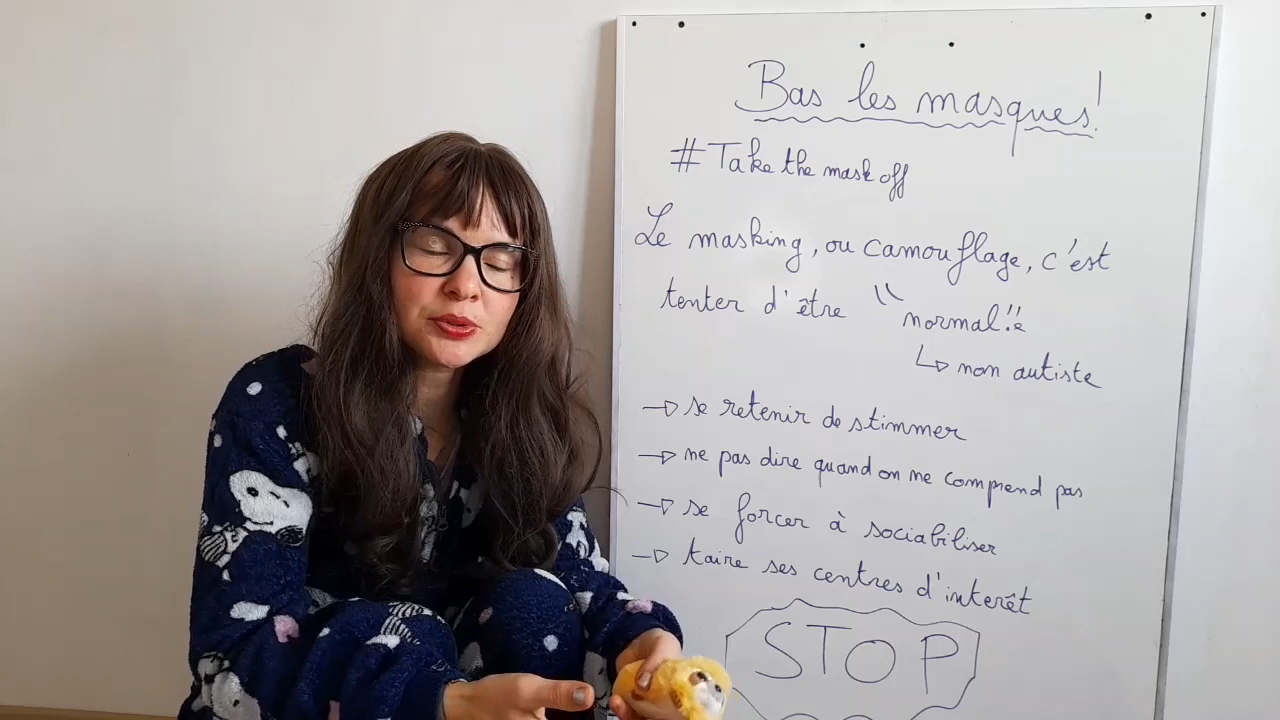 Bas les masques!
#Take the mask off
Le masking, ou camouflage, c'est
tenter d'être "normal"
↳ non autiste
→ se retenir de stimmer
→ ne pas dire quand on ne comprend pas
→ se forcer à sociabiliser
→ taire ses centres d'interêt
STOP